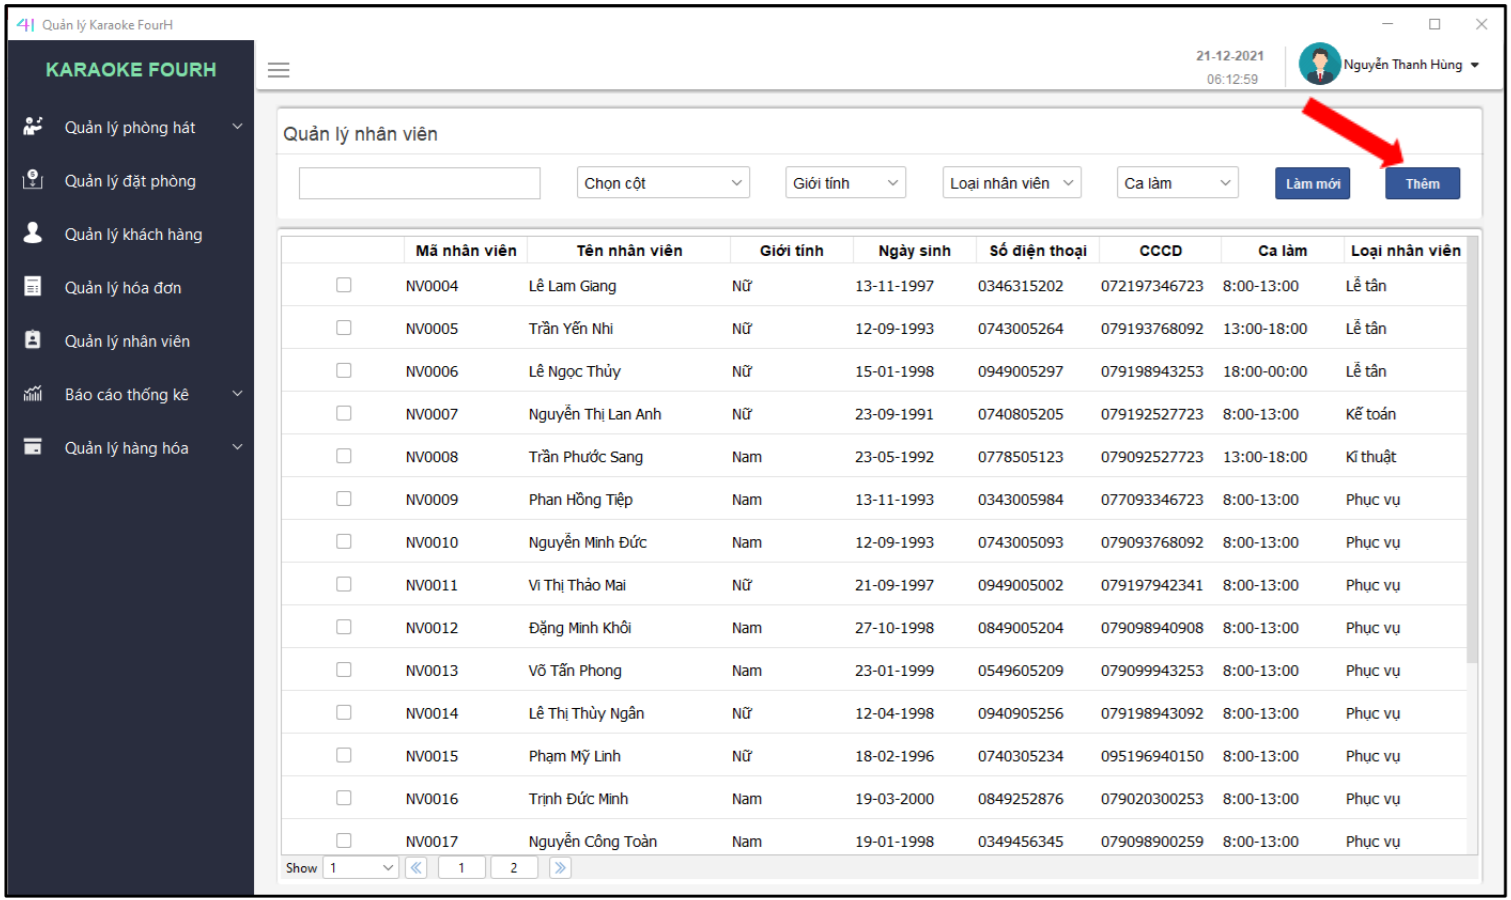 Quản lý Karaoke FourH
KARAOKE FOURH
21-12-2021
06:12:59
Nguyễn Thanh Hùng
Quản lý phòng hát
Quản lý đặt phòng
Quản lý khách hàng
Quản lý hóa đơn
Quản lý nhân viên
Báo cáo thống kê
Quản lý hàng hóa
Quản lý nhân viên
Chọn cột Giới tính Loại nhân viên Ca làm Làm mới Thêm
Mã nhân viên Tên nhân viên Giới tính Ngày sinh Số điện thoại CCCD Ca làm Loại nhân viên
NV0004 Lê Lam Giang Nữ 13-11-1997 0346315202 072197346723 8:00-13:00 Lễ tân
NV0005 Trần Yến Nhi Nữ 12-09-1993 0743005264 079193768092 13:00-18:00 Lễ tân
NV0006 Lê Ngọc Thủy Nữ 15-01-1998 0949005297 079198943253 18:00-00:00 Lễ tân
NV0007 Nguyễn Thị Lan Anh Nữ 23-09-1991 0740805205 079192527723 8:00-13:00 Kế toán
NV0008 Trần Phước Sang Nam 23-05-1992 0778505123 079092527723 13:00-18:00 Kĩ thuật
NV0009 Phan Hồng Tiệp Nam 13-11-1993 0343005984 077093346723 8:00-13:00 Phục vụ
NV0010 Nguyễn Minh Đức Nam 12-09-1993 0743005093 079093768092 8:00-13:00 Phục vụ
NV0011 Vi Thị Thảo Mai Nữ 21-09-1997 0949005002 079197942341 8:00-13:00 Phục vụ
NV0012 Đặng Minh Khôi Nam 27-10-1998 0849005204 079098940908 8:00-13:00 Phục vụ
NV0013 Võ Tấn Phong Nam 23-01-1999 0549605209 079099943253 8:00-13:00 Phục vụ
NV0014 Lê Thị Thùy Ngân Nữ 12-04-1998 0940905256 079198943092 8:00-13:00 Phục vụ
NV0015 Phạm Mỹ Linh Nữ 18-02-1996 0740305234 095196940150 8:00-13:00 Phục vụ
NV0016 Trịnh Đức Minh Nam 19-03-2000 0849252876 079020300253 8:00-13:00 Phục vụ
NV0017 Nguyễn Công Toàn Nam 19-01-1998 0349456345 079098900259 8:00-13:00 Phục vụ
Show 1 1 2